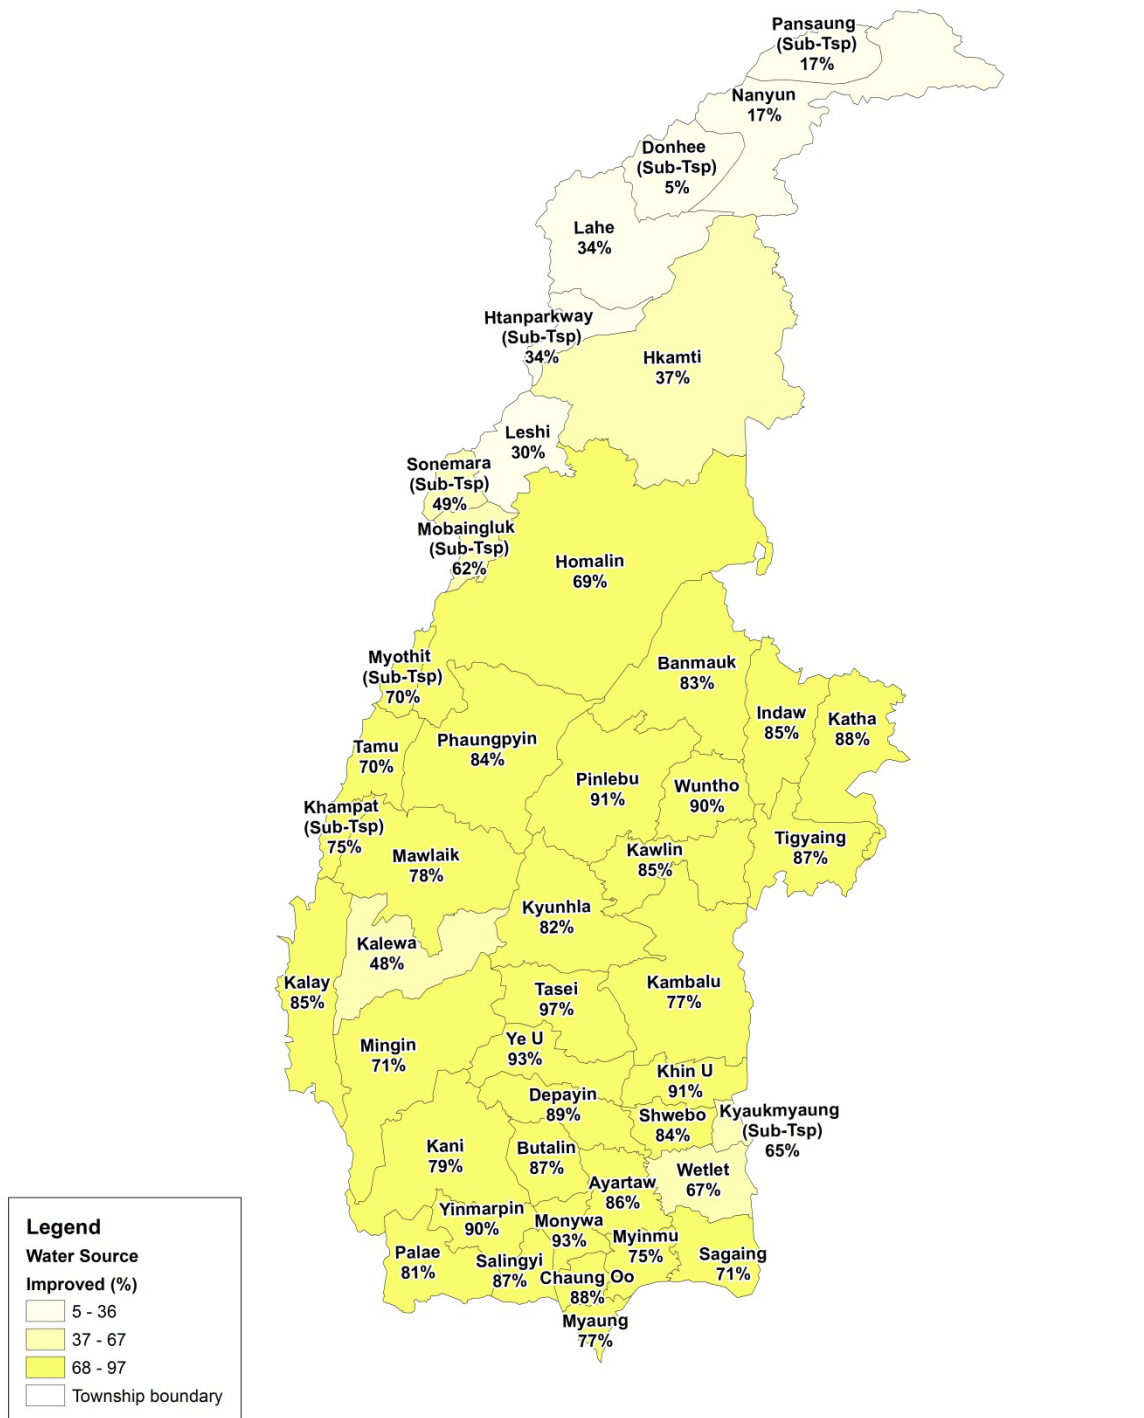 Pansaung
(Sub-Tsp)
17%
Nanyun
17%
Donhee
(Sub-Tsp)
5%
Lahe
34%
Htanparkway
(Sub-Tsp)
34%
Hkamti
37%
Leshi
30%
Sonemara
(Sub-Tsp)
49%
Mobaingluk
(Sub-Tsp)
62%
Homalin
69%
Myothit
(Sub-Tsp)
70%
Banmauk
83%
Indaw
85%
Katha
88%
Tamu
70%
Phaungpyin
84%
Pinlebu
91%
Wuntho
90%
Khampat
(Sub-Tsp)
75%
Mawlaik
78%
Kawlin
85%
Tigyaing
87%
Kyunhla
82%
Kalewa
48%
Kalay
85%
Tasei
97%
Kambalu
77%
Mingin
71%
Ye U
93%
Khin U
91%
Depayin
89%
Shwebo
84%
Kyaukmyaung
(Sub-Tsp)
65%
Kani
79%
Butalin
87%
Ayartaw
86%
Wetlet
67%
Yinmarpin
90%
Monywa
93%
Myinmu
75%
Sagaing
71%
Palae
81%
Salingyi
87%
Chaung Oo
88%
Myaung
77%
Legend
Water Source
Improved (%)
5 - 36
37 - 67
68 - 97
Township boundary